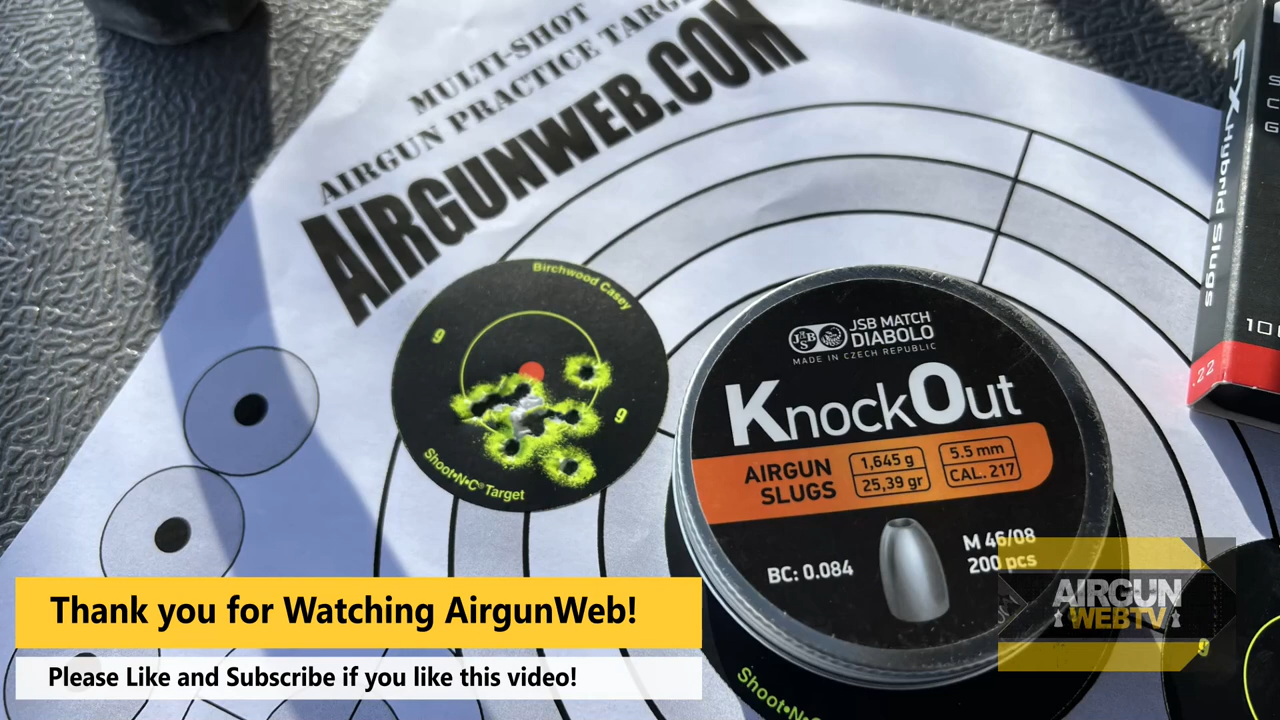 MULTI-SHOT
AIRGUN PRACTICE TARGET
AIRGUNWEB.COM
Birchwood Casey
9
9
Shoot•N•C® Target
JSB MATCH
DIABOLO
MADE IN CZECH REPUBLIC
KnockOut
AIRGUN
SLUGS
1,645 g
25,39 gr
5.5 mm
CAL. 217
M 46/08
200 pcs
BC: 0.084
FX Hybrid Slugs
.22
10
Shoot•N
9
AIRGUN
WEBTV
Thank you for Watching AirgunWeb!
Please Like and Subscribe if you like this video!